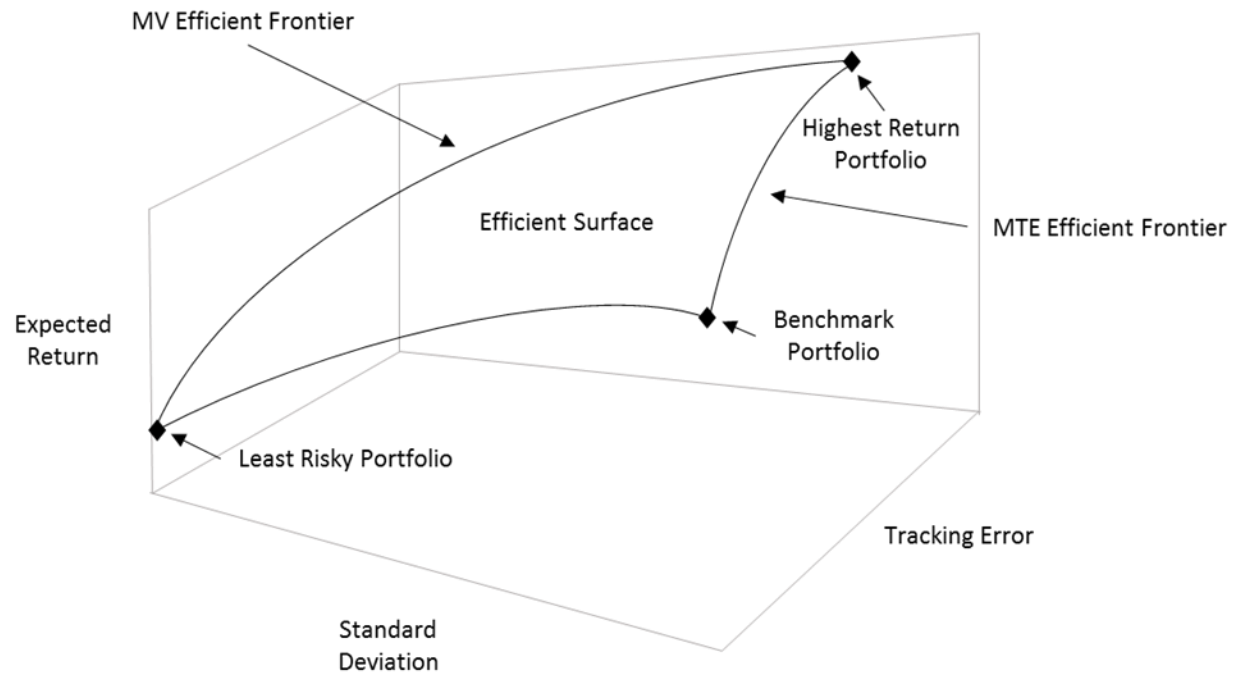 MV Efficient Frontier
Highest Return
Portfolio
Efficient Surface
MTE Efficient Frontier
Expected
Return
Benchmark
Portfolio
Least Risky Portfolio
Tracking Error
Standard
Deviation